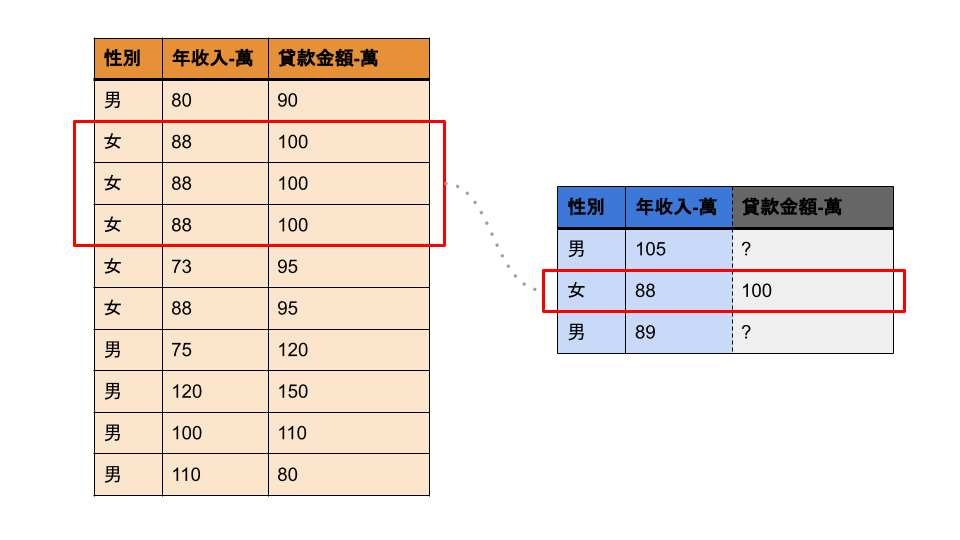 性別 年收入-萬 貸款金額-萬
男 80 90
女 88 100
女 88 100
女 88 100
女 73 95
女 88 95
男 75 120
男 120 150
男 100 110
男 110 80
性別 年收入-萬 貸款金額-萬
男 105 ?
女 88 100
男 89 ?